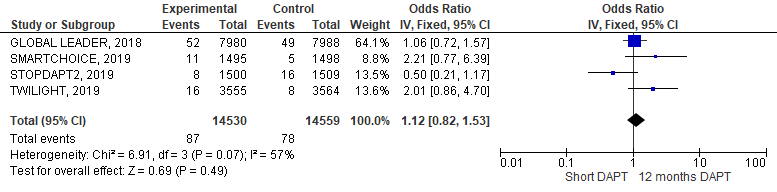 Experimental Control Odds Ratio Odds Ratio
Study or Subgroup Events Total Events Total Weight IV, Fixed, 95% CI IV, Fixed, 95% CI
GLOBAL LEADER, 2018 52 7980 49 7988 64.1% 1.06 [0.72, 1.57]
SMARTCHOICE, 2019 11 1495 5 1498 8.8% 2.21 [0.77, 6.39]
STOPDAPT2, 2019 8 1500 16 1509 13.5% 0.50 [0.21, 1.17]
TWILIGHT, 2019 16 3555 8 3564 13.6% 2.01 [0.86, 4.70]
Total (95% CI) 14530 14559 100.0% 1.12 [0.82, 1.53]
Total events 87 78
Heterogeneity: Chi² = 6.91, df = 3 (P = 0.07); I² = 57%
Test for overall effect: Z = 0.69 (P = 0.49)
0.01 0.1 1 10 100
Short DAPT 12 months DAPT